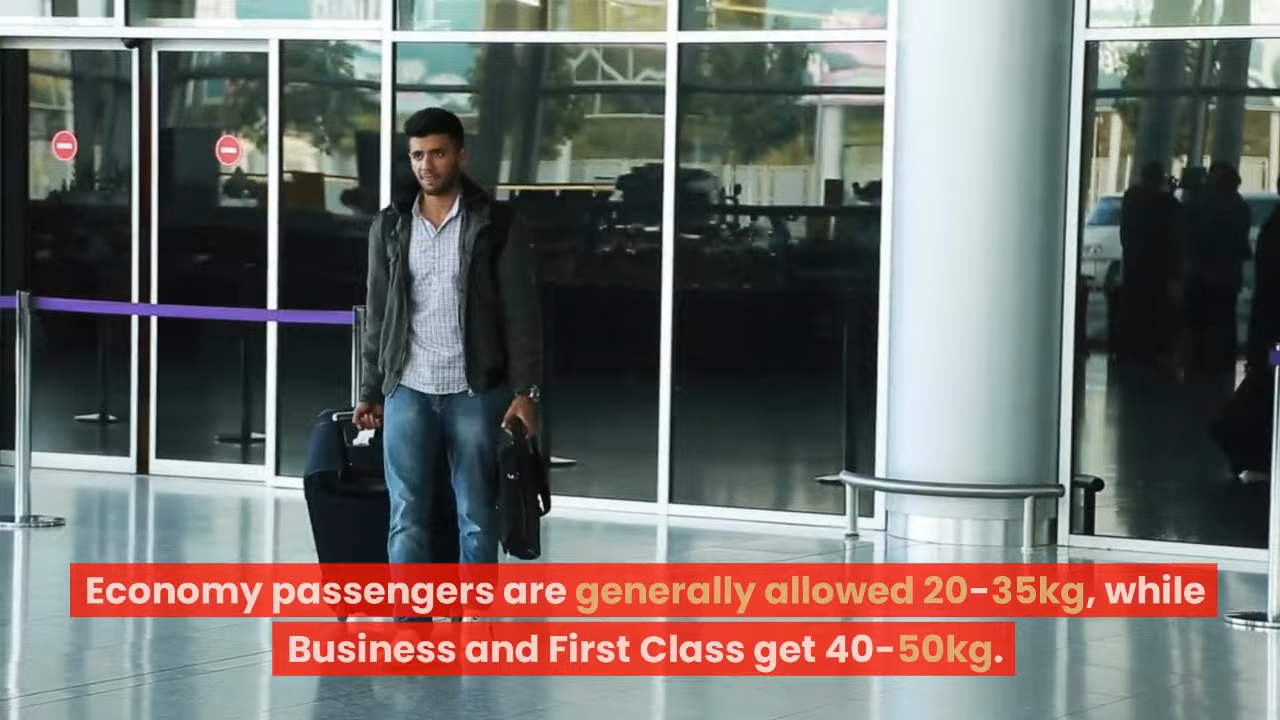 Economy passengers are generally allowed 20-35kg, while
Business and First Class get 40-50kg.